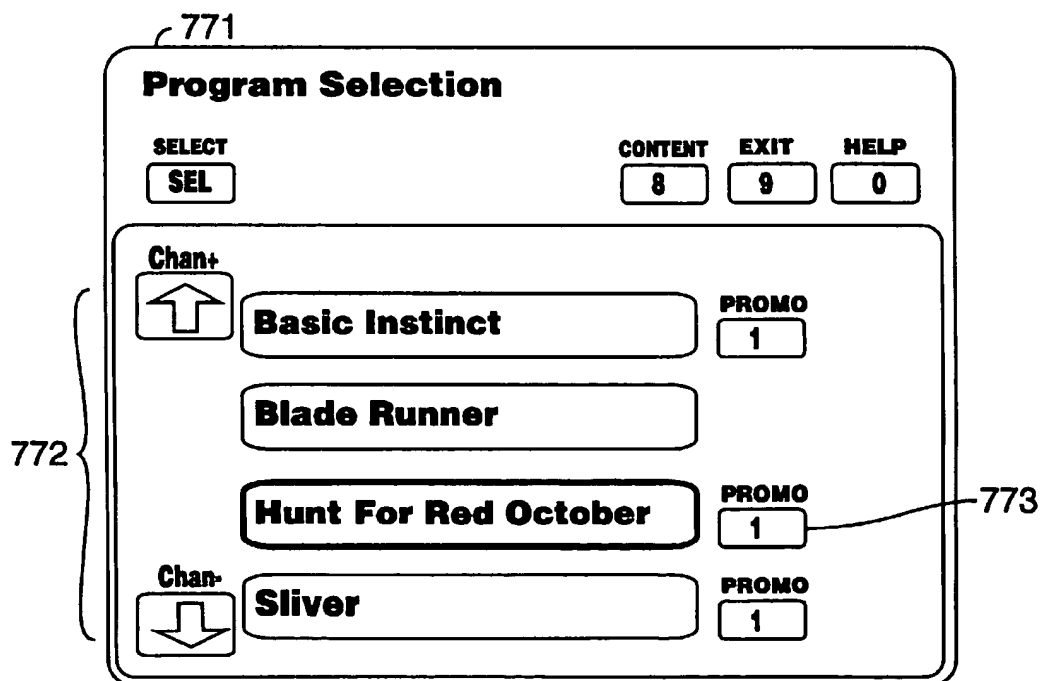 771
Program Selection
SELECT CONTENT EXIT HELP
SEL 8 9 0
Chan+
Basic Instinct PROMO
1
Blade Runner
772
Hunt For Red October PROMO
1 773
Chan-
Sliver PROMO
1